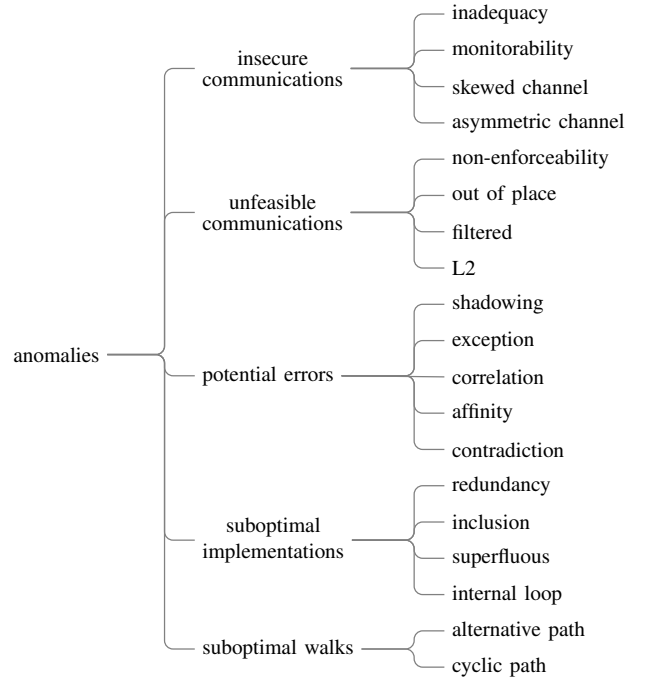 anomalies
insecure
communications
inadequacy
monitorability
skewed channel
asymmetric channel
unfeasible
communications
non-enforceability
out of place
filtered
L2
potential errors
shadowing
exception
correlation
affinity
contradiction
suboptimal
implementations
redundancy
inclusion
superfluous
internal loop
suboptimal walks
alternative path
cyclic path